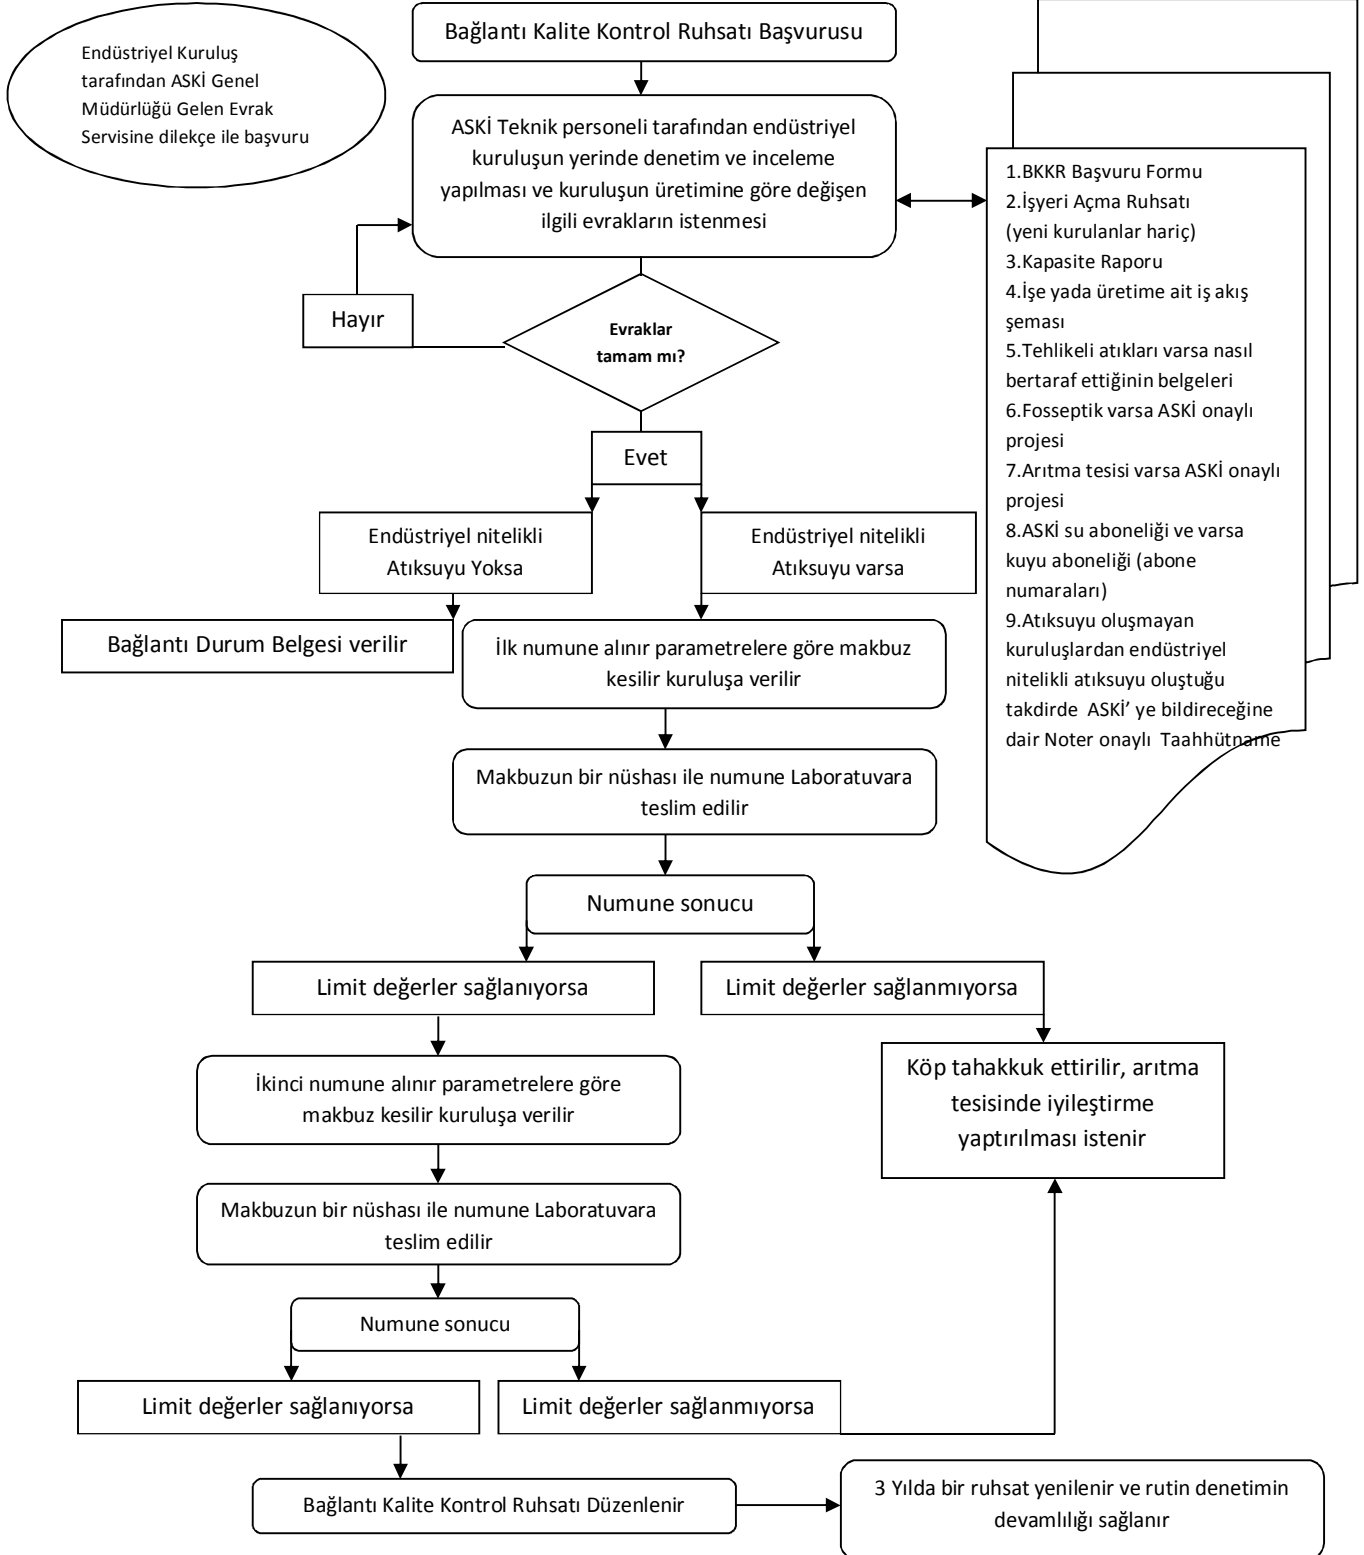 Endüstriyel Kuruluş
tarafından ASKİ Genel
Müdürlüğü Gelen Evrak
Servisine dilekçe ile başvuru
Bağlantı Kalite Kontrol Ruhsatı Başvurusu
ASKİ Teknik personeli tarafından endüstriyel
kuruluşun yerinde denetim ve inceleme
yapılması ve kuruluşun üretimine göre değişen
ilgili evrakların istenmesi
1.BKKR Başvuru Formu
2.İşyeri Açma Ruhsatı
(yeni kurulanlar hariç)
3.Kapasite Raporu
4.İşe yada üretime ait iş akış
şeması
5.Tehlikeli atıkları varsa nasıl
bertaraf ettiğinin belgeleri
6.Fosseptik varsa ASKİ onaylı
projesi
7.Arıtma tesisi varsa ASKİ onaylı
projesi
8.ASKİ su aboneliği ve varsa
kuyu aboneliği (abone
numaraları)
9.Atıksuyu oluşmayan
kuruluşlardan endüstriyel
nitelikli atıksuyu oluştuğu
takdirde  ASKİ' ye bildireceğine
dair Noter onaylı  Taahhütname
Hayır
Evraklar
tamam mı?
Evet
Endüstriyel nitelikli
Atıksuyu Yoksa
Endüstriyel nitelikli
Atıksuyu varsa
Bağlantı Durum Belgesi verilir
İlk numune alınır parametrelere göre makbuz
kesilir kuruluşa verilir
Makbuzun bir nüshası ile numune Laboratuvara
teslim edilir
Numune sonucu
Limit değerler sağlanıyorsa
Limit değerler sağlanmıyorsa
İkinci numune alınır parametrelere göre
makbuz kesilir kuruluşa verilir
Köp tahakkuk ettirilir, arıtma
tesisinde iyileştirme
yaptırılması istenir
Makbuzun bir nüshası ile numune Laboratuvara
teslim edilir
Numune sonucu
Limit değerler sağlanıyorsa
Limit değerler sağlanmıyorsa
Bağlantı Kalite Kontrol Ruhsatı Düzenlenir
3 Yılda bir ruhsat yenilenir ve rutin denetimin
devamlılığı sağlanır